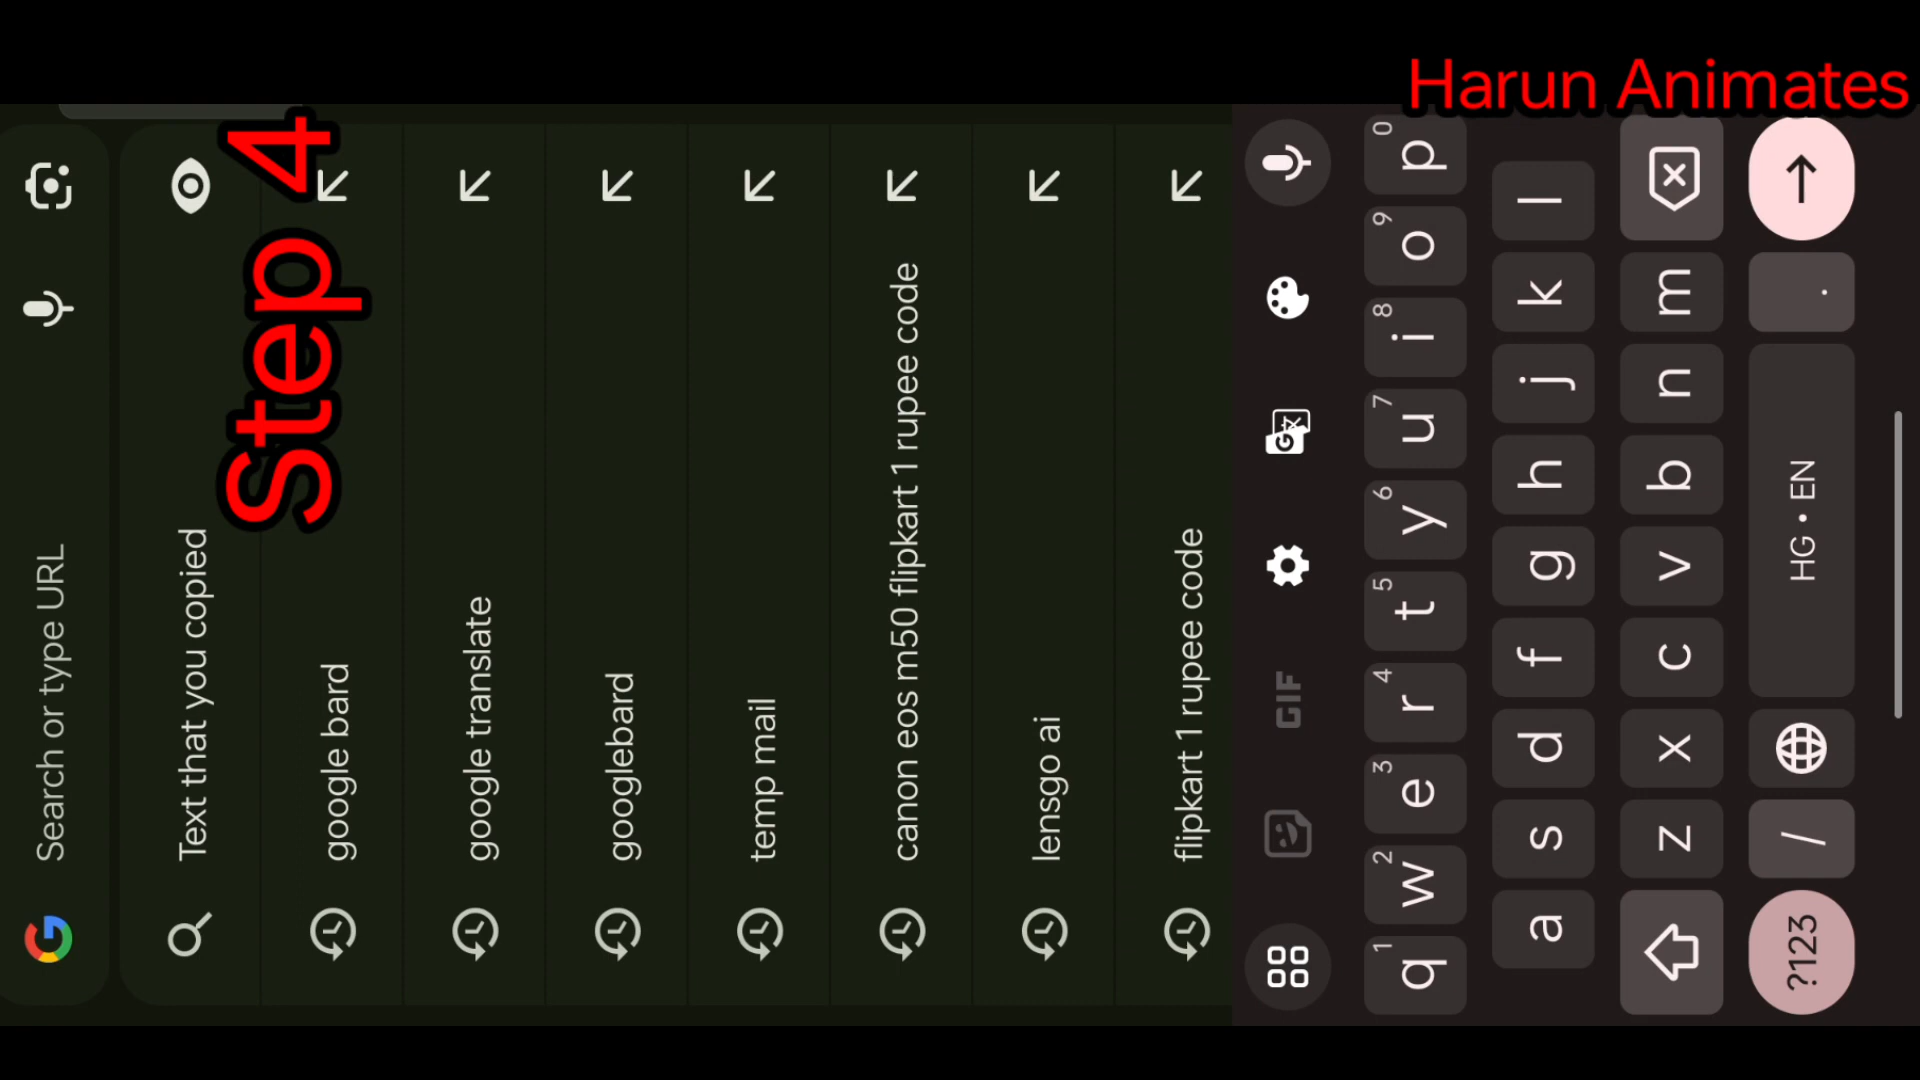 Harun Animates
Step 4
Search or type URL
Text that you copied
google bard
google translate
googlebard
temp mail
canon eos m50 flipkart 1 rupee code
lensgo ai
flipkart 1 rupee code
GIF
q 1 w 2 e 3 r 4 t 5 y 6 u 7 i 8 o 9 p 0
a s d f g h j k l
z x c v b n m
?123 / HG • EN .